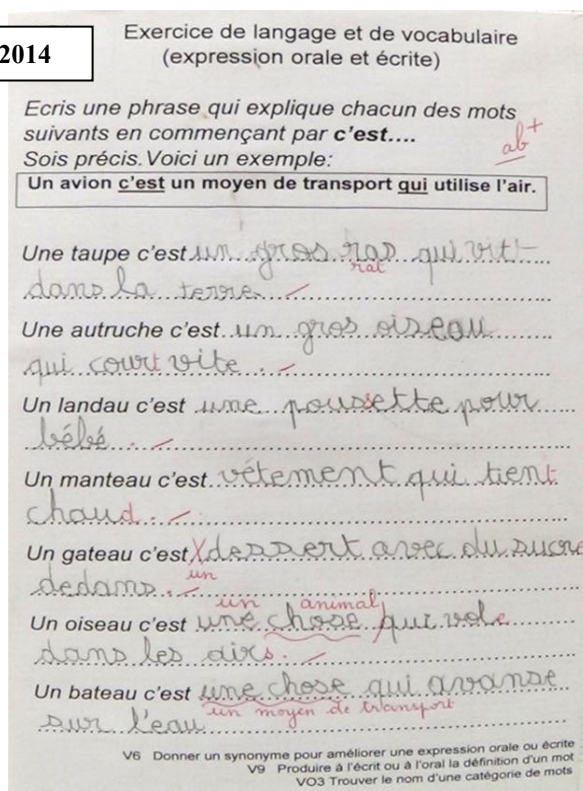 2014
Exercice de langage et de vocabulaire
(expression orale et écrite)
Ecris une phrase qui explique chacun des mots
suivants en commençant par c'est....
ab+
Sois précis. Voici un exemple:
Un avion c'est un moyen de transport qui utilise l'air.
Une taupe c'est un gros rap qui vit
rat
dans la terre
Une autruche c'est un gros oiseau
qui court vite.
Un landau c'est une poussette pour
bébé.
Un manteau c'est vêtement qui tient
chaud.
Un gateau c'est dessert avec du sucre
un
dedans.
un animal
Un oiseau c'est une chose qui vole
dans les airs.
Un bateau c'est une chose qui avanse
un moyen de transport
sur l'eau
V6 Donner un synonyme pour améliorer une expression orale ou écrite
V9 Produire à l'écrit ou à l'oral la définition d'un mot
VO3 Trouver le nom d'une catégorie de mots